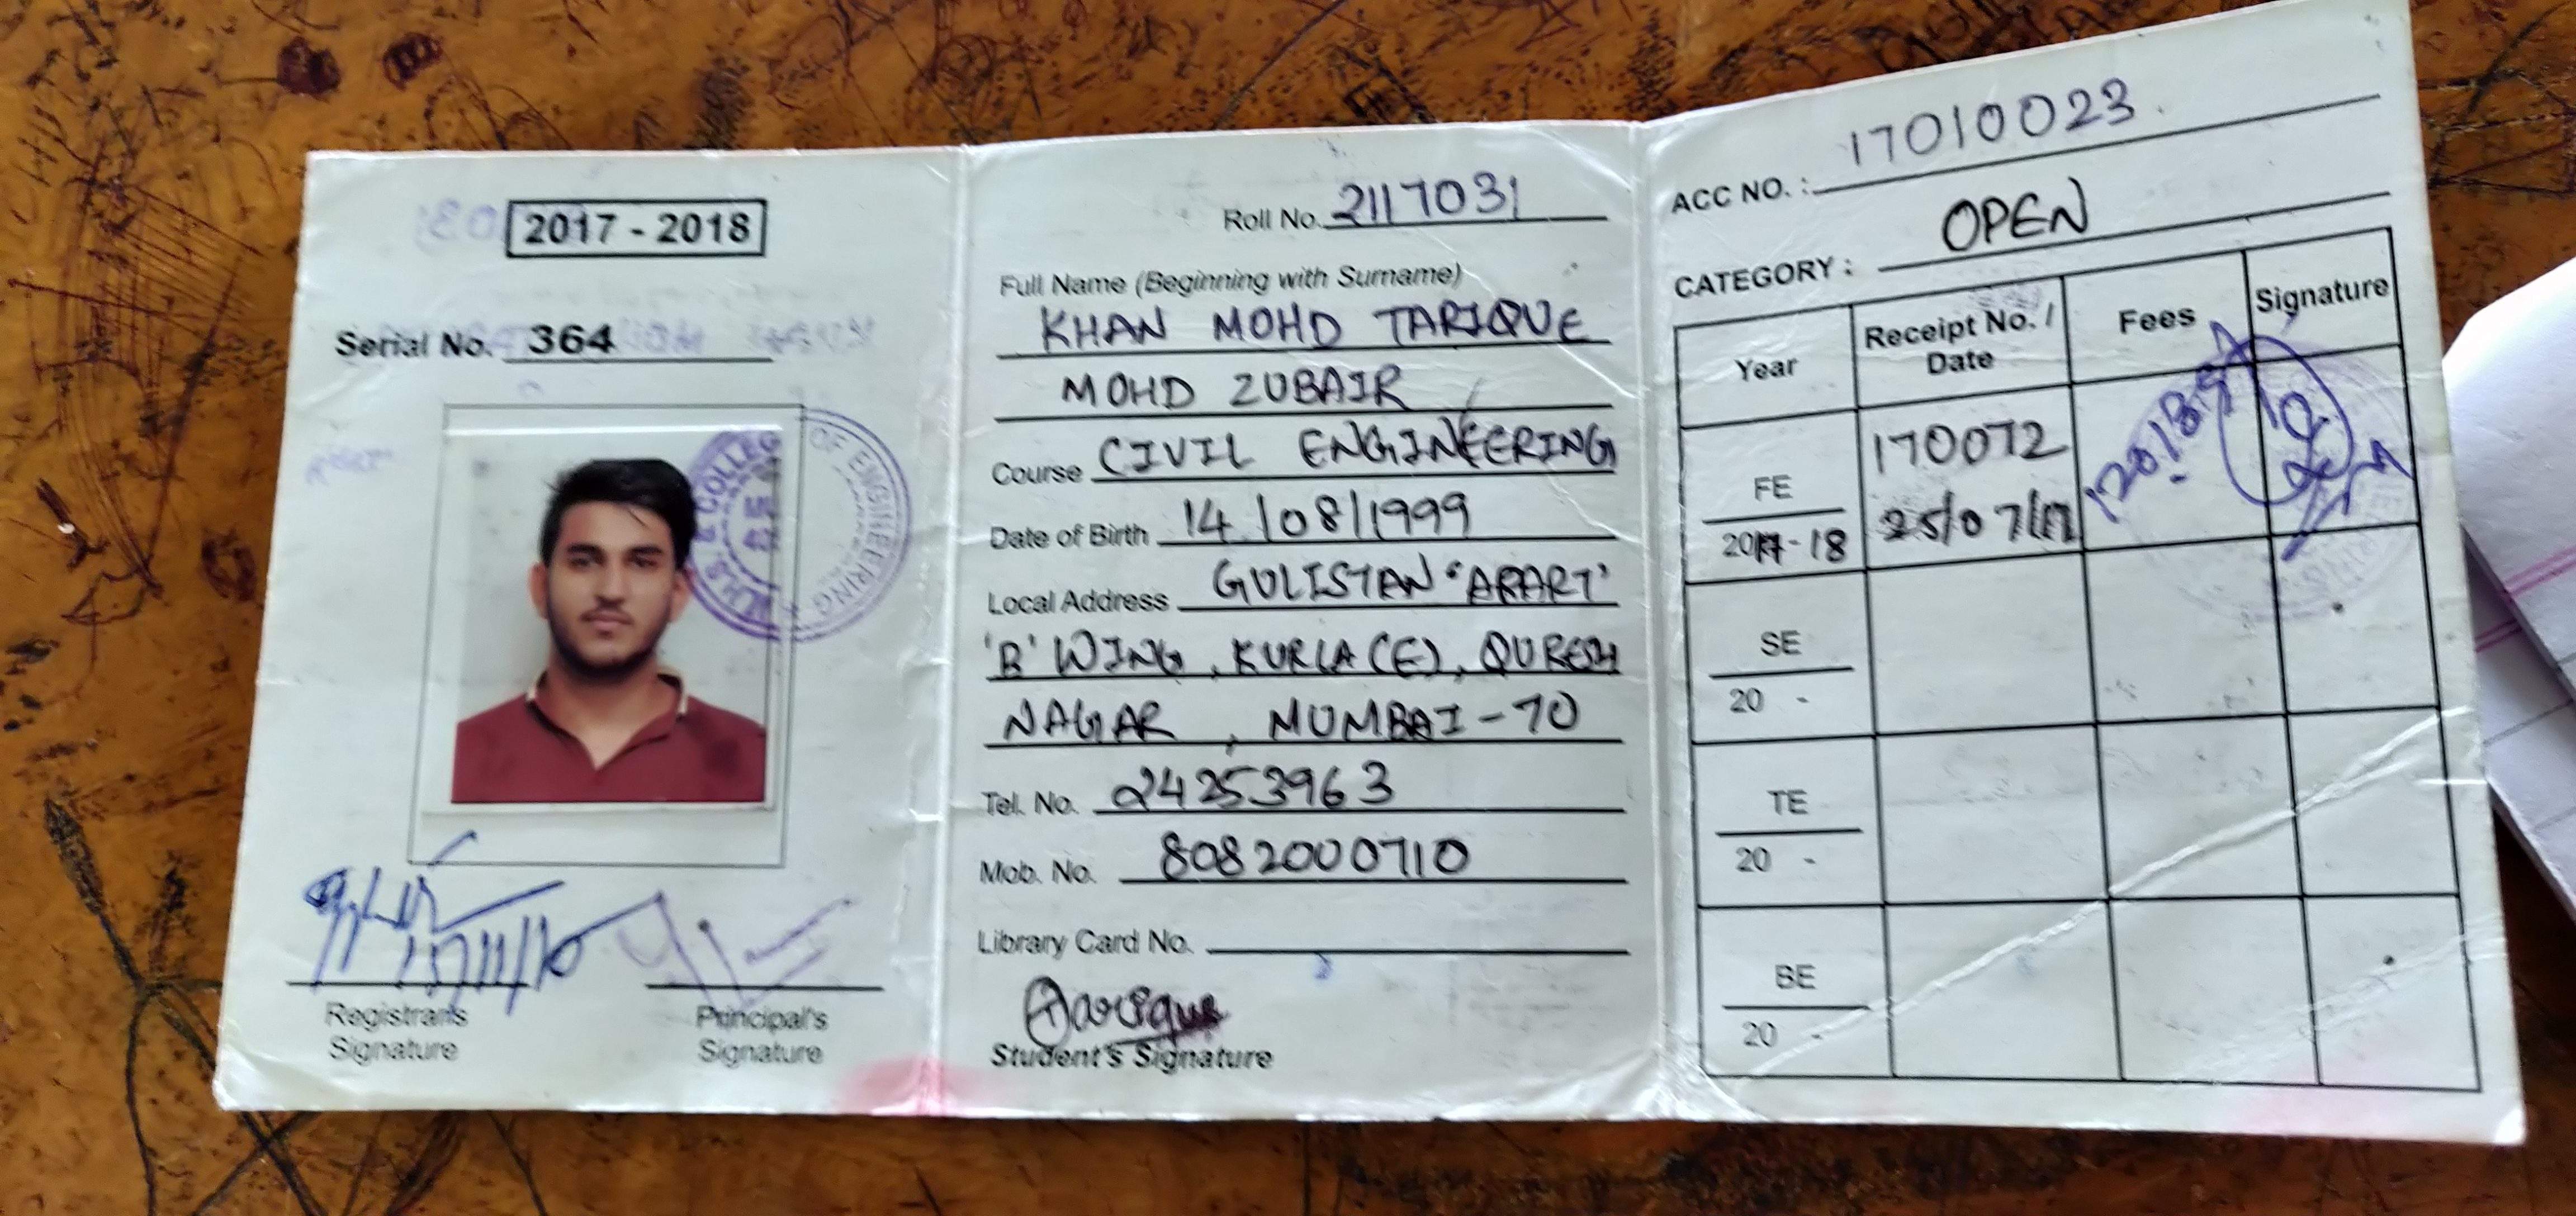 2017 - 2018
Serial No. 364
COLLEGE OF ENGINEERING
Registrar's Signature
Principal's Signature
Roll No. 2117031
Full Name (Beginning with Surname)
KHAN MOHD TARIQUE
MOHD ZUBAIR
Course CIVIL ENGINEERING
Date of Birth 14/08/1999
Local Address GULISTAN 'APART'
'B' WING, KURLA (E), QURESH
NAGAR, MUMBAI-70
Tel. No. 24253963
Mob. No. 8082000710
Library Card No.
Tarique
Student's Signature
ACC NO. : 17010023.
CATEGORY : OPEN
Year Receipt No. / Date Fees Signature
FE 170072
2017-18 25/07/17
SE
20 -
TE
20 -
BE
20 -